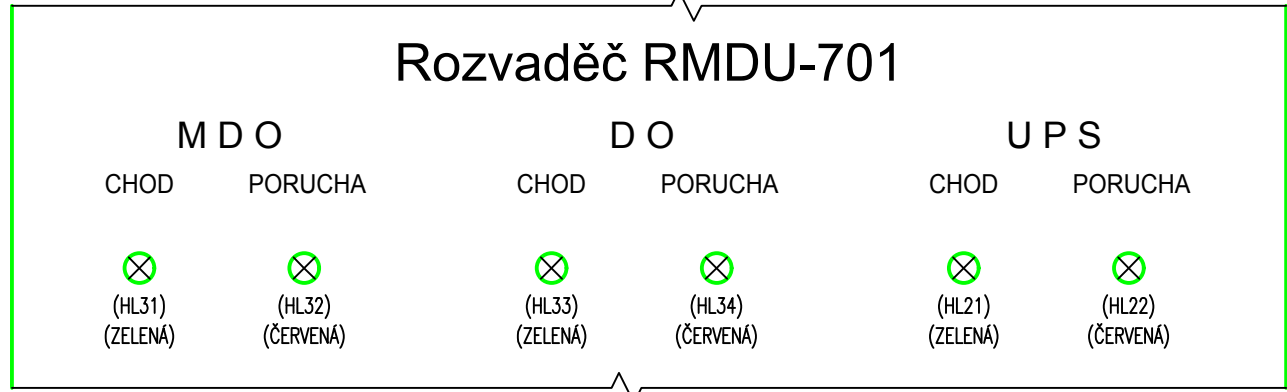 Rozvaděč RMDU-701
M D O D O U P S
CHOD PORUCHA CHOD PORUCHA CHOD PORUCHA
(HL31) (HL32) (HL33) (HL34) (HL21) (HL22)
(ZELENÁ) (ČERVENÁ) (ZELENÁ) (ČERVENÁ) (ZELENÁ) (ČERVENÁ)